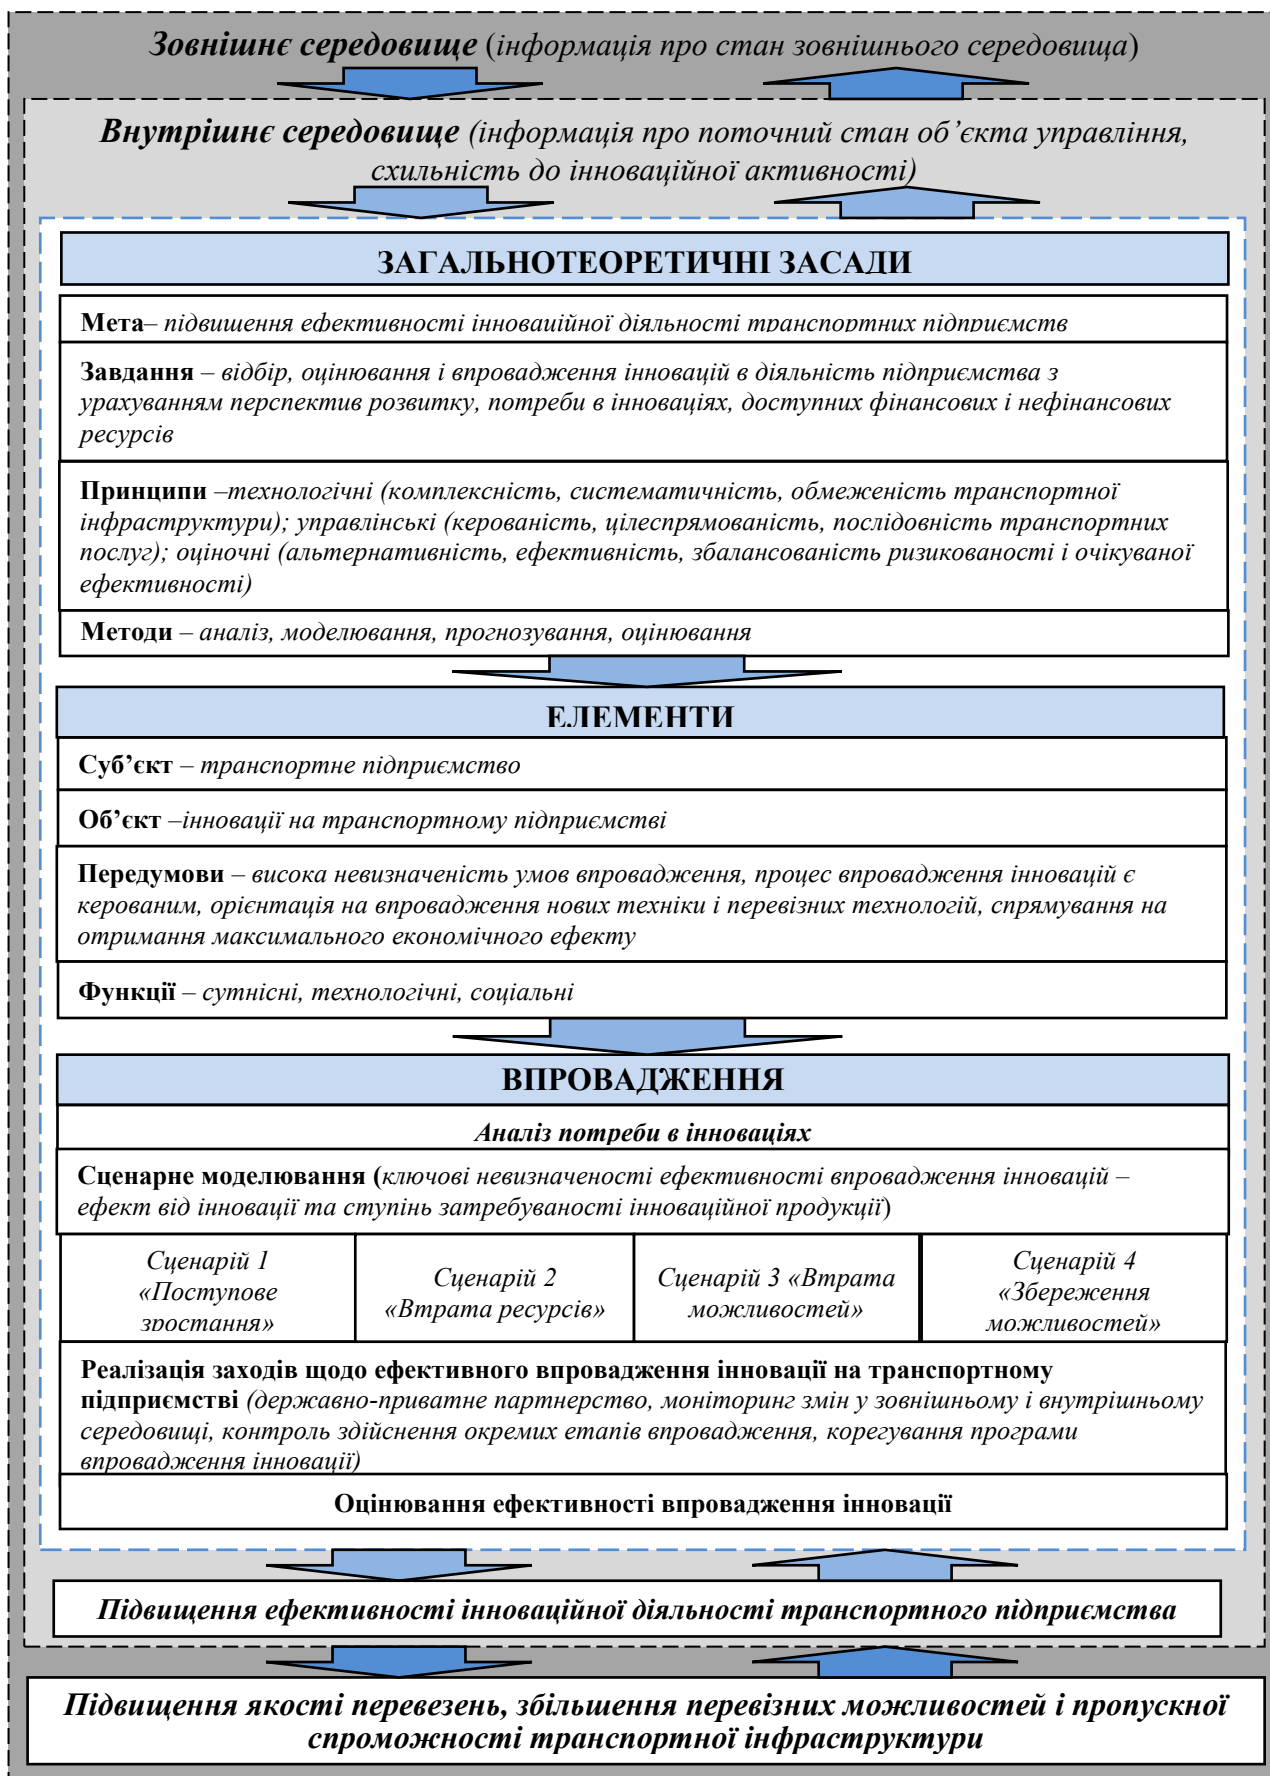 Зовнішнє середовище (інформація про стан зовнішнього середовища)
Внутрішнє середовище (інформація про поточний стан об’єкта управління,
схильність до інноваційної активності)
ЗАГАЛЬНОТЕОРЕТИЧНІ ЗАСАДИ
Мета– підвищення ефективності інноваційної діяльності транспортних підприємств
Завдання – відбір, оцінювання і впровадження інновацій в діяльність підприємства з
урахуванням перспектив розвитку, потреби в інноваціях, доступних фінансових і нефінансових
ресурсів
Принципи –технологічні (комплексність, систематичність, обмеженість транспортної
інфраструктури); управлінські (керованість, цілеспрямованість, послідовність транспортних
послуг); оціночні (альтернативність, ефективність, збалансованість ризикованості і очікуваної
ефективності)
Методи – аналіз, моделювання, прогнозування, оцінювання
ЕЛЕМЕНТИ
Суб’єкт – транспортне підприємство
Об’єкт –інновації на транспортному підприємстві
Передумови – висока невизначеність умов впровадження, процес впровадження інновацій є
керованим, орієнтація на впровадження нових техніки і перевізних технологій, спрямування на
отримання максимального економічного ефекту
Функції – сутнісні, технологічні, соціальні
ВПРОВАДЖЕННЯ
Аналіз потреби в інноваціях
Сценарне моделювання (ключові невизначеності ефективності впровадження інновацій –
ефект від інновації та ступінь затребуваності інноваційної продукції)
Сценарій 1
«Поступове
зростання»
Сценарій 2
«Втрата ресурсів»
Сценарій 3 «Втрата
можливостей»
Сценарій 4
«Збереження
можливостей»
Реалізація заходів щодо ефективного впровадження інновації на транспортному
підприємстві (державно-приватне партнерство, моніторинг змін у зовнішньому і внутрішньому
середовищі, контроль здійснення окремих етапів впровадження, корегування програми
впровадження інновації)
Оцінювання ефективності впровадження інновації
Підвищення ефективності інноваційної діяльності транспортного підприємства
Підвищення якості перевезень, збільшення перевізних можливостей і пропускної
спроможності транспортної інфраструктури